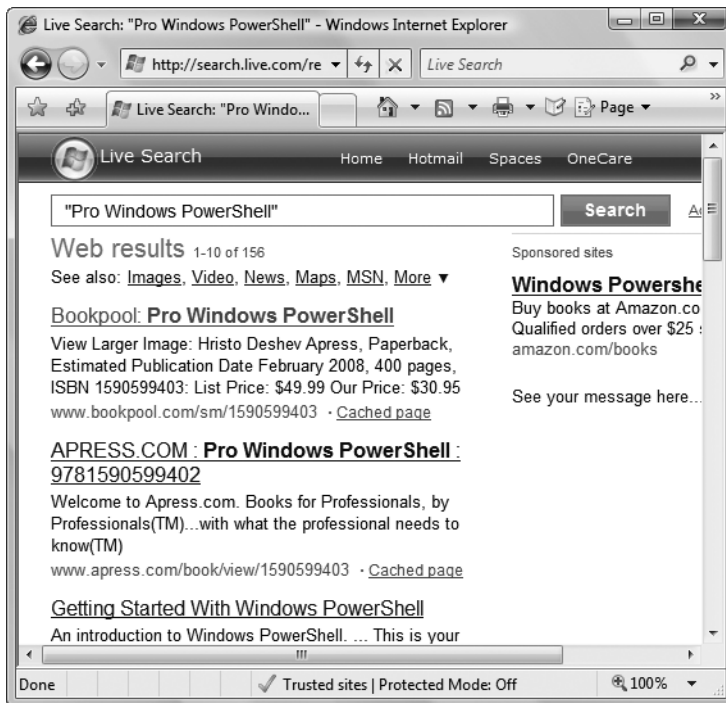 Live Search: "Pro Windows PowerShell" - Windows Internet Explorer
http://search.live.com/re
Live Search
Live Search: "Pro Windo...
Page
Live Search
Home Hotmail Spaces OneCare
"Pro Windows PowerShell"
Search
Web results 1-10 of 156
See also: Images, Video, News, Maps, MSN, More ▼
Bookpool: Pro Windows PowerShell
View Larger Image: Hristo Deshev Apress, Paperback,
Estimated Publication Date February 2008, 400 pages,
ISBN 1590599403: List Price: $49.99 Our Price: $30.95
www.bookpool.com/sm/1590599403 · Cached page
APRESS.COM : Pro Windows PowerShell :
9781590599402
Welcome to Apress.com. Books for Professionals, by
Professionals(TM)...with what the professional needs to
know(TM)
www.apress.com/book/view/1590599403 · Cached page
Getting Started With Windows PowerShell
An introduction to Windows PowerShell. ... This is your
Sponsored sites
Windows Powershe
Buy books at Amazon.co
Qualified orders over $25
amazon.com/books
See your message here...
Done
Trusted sites | Protected Mode: Off
100%